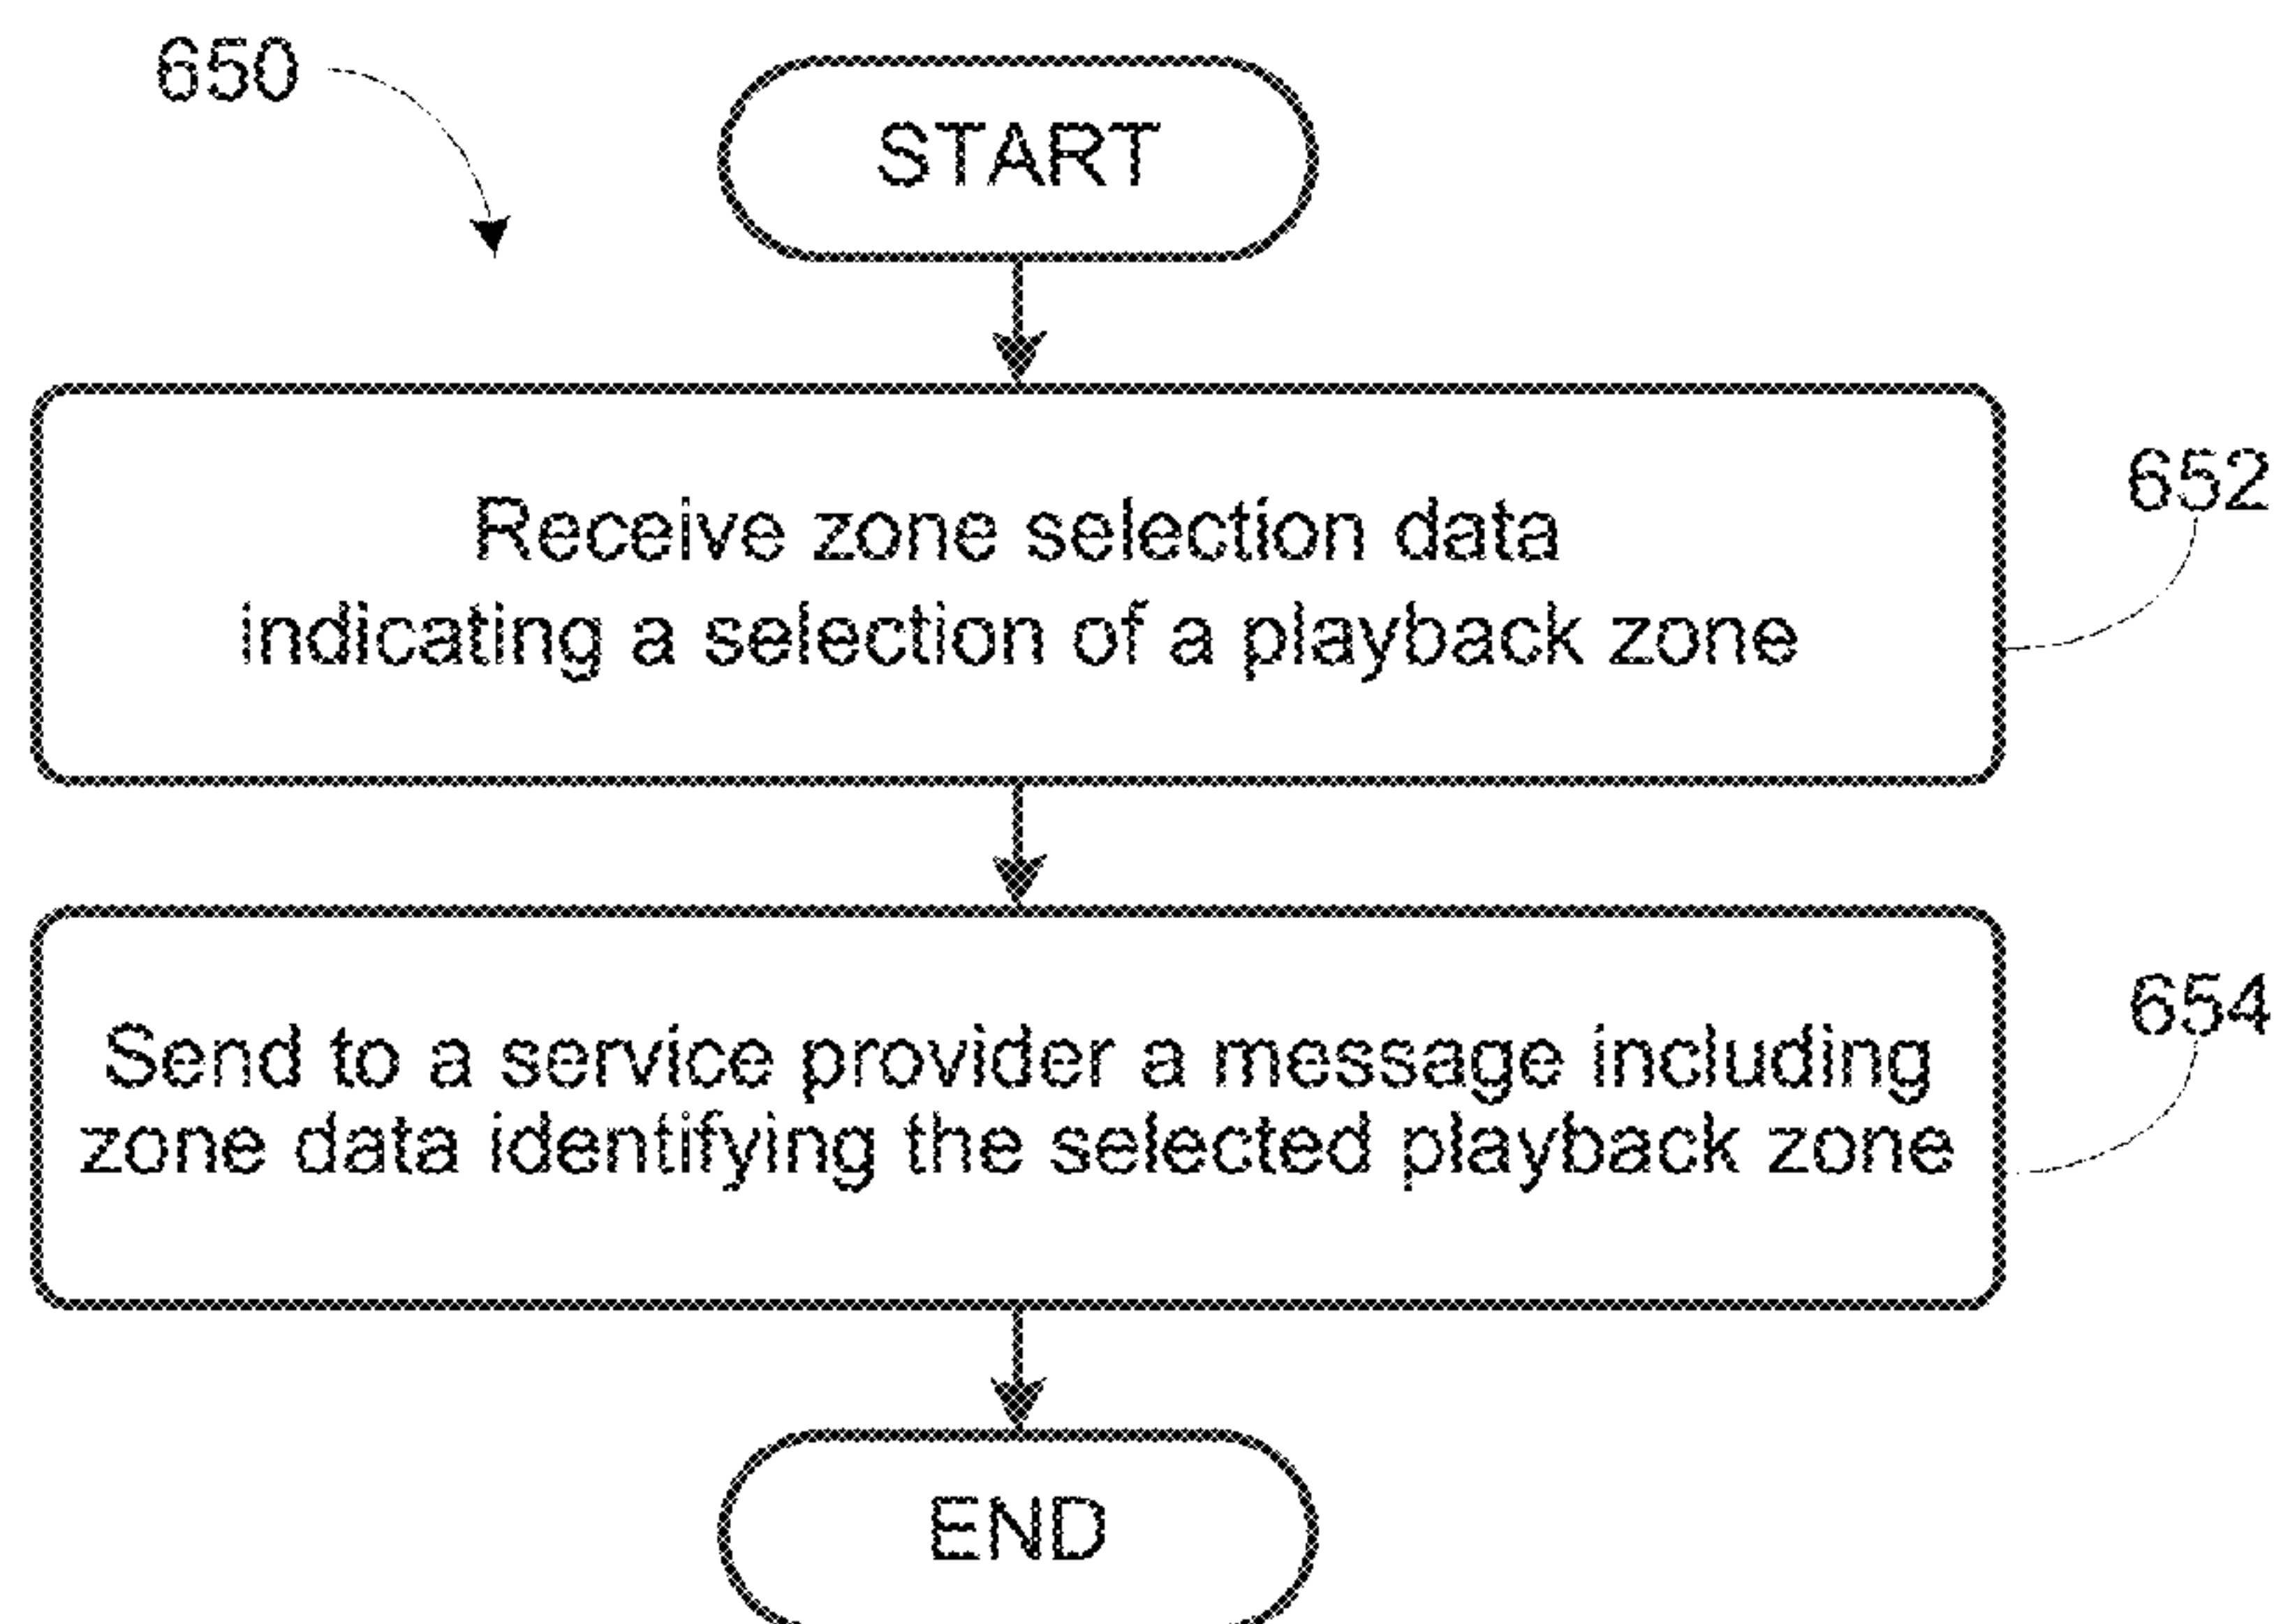 650
START
Receive zone selection data
indicating a selection of a playback zone
652
Send to a service provider a message including
zone data identifying the selected playback zone
654
END